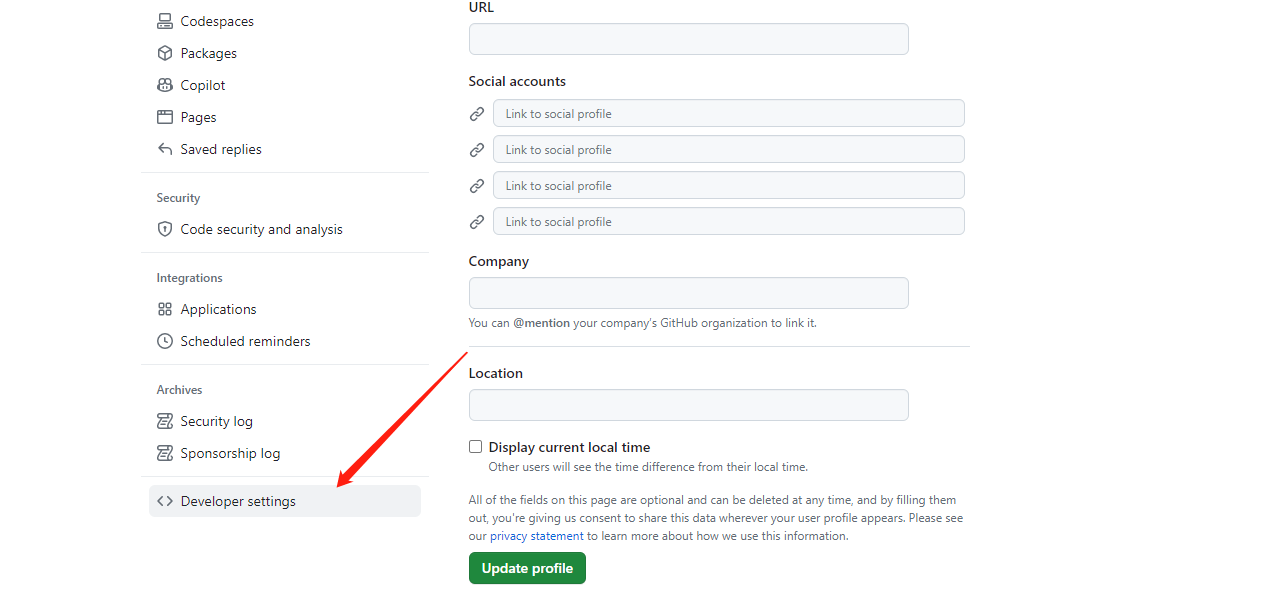 Codespaces
Packages
Copilot
Pages
Saved replies
Security
Code security and analysis
Integrations
Applications
Scheduled reminders
Archives
Security log
Sponsorship log
Developer settings
URL
Social accounts
Link to social profile
Link to social profile
Link to social profile
Link to social profile
Company
You can @mention your company's GitHub organization to link it.
Location
Display current local time
Other users will see the time difference from their local time.
All of the fields on this page are optional and can be deleted at any time, and by filling them
out, you're giving us consent to share this data wherever your user profile appears. Please see
our privacy statement to learn more about how we use this information.
Update profile